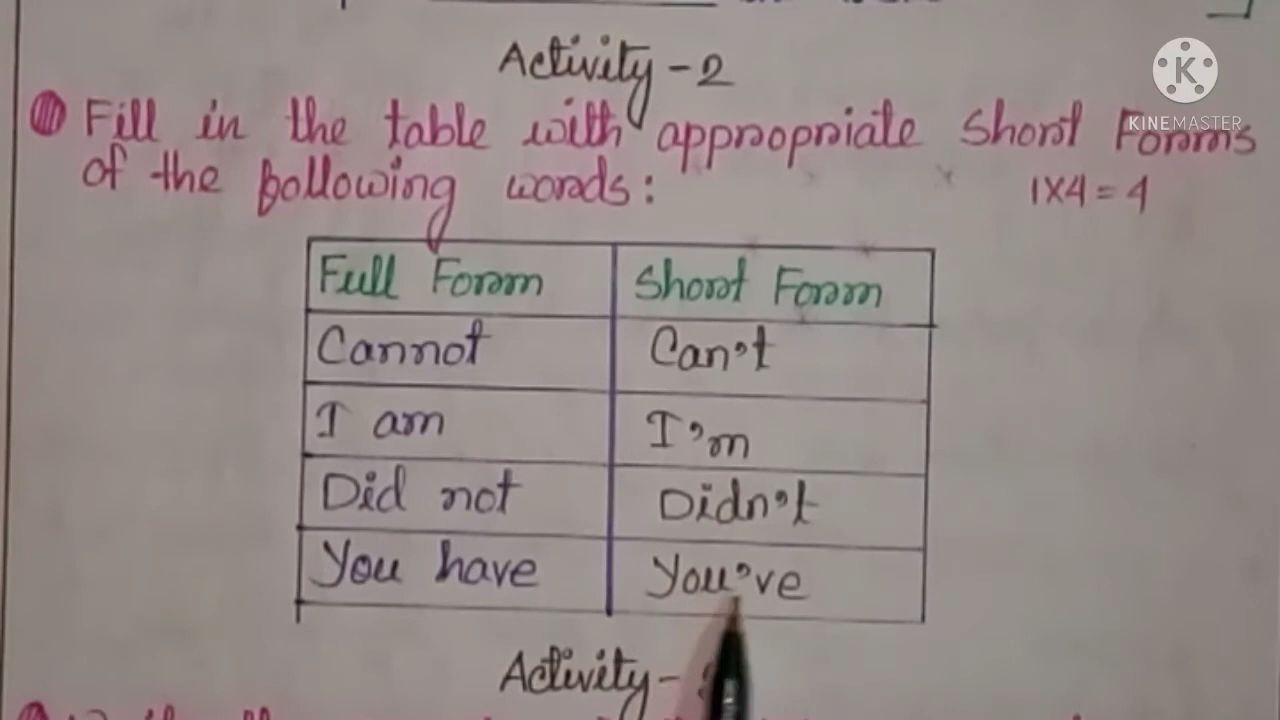 Activity - 2
Fill in the table with appropriate Short Forms
of the following words:
1x4 = 4
Full Form Short Form
Cannot Can't
I am I'm
Did not Didn't
You have You've
Activity -
K
KINEMASTER